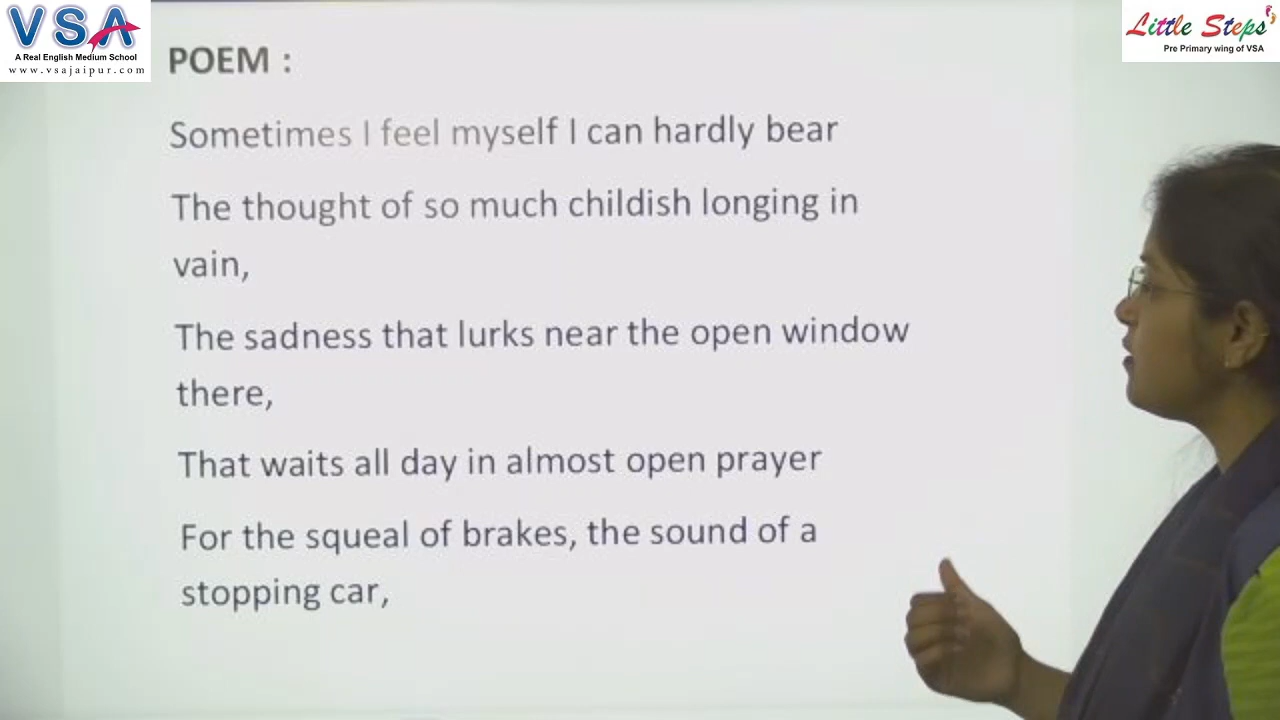 VSA
A Real English Medium School
www.vsajaipur.com
Little Steps
Pre Primary wing of VSA
POEM :
Sometimes I feel myself I can hardly bear
The thought of so much childish longing in
vain,
The sadness that lurks near the open window
there,
That waits all day in almost open prayer
For the squeal of brakes, the sound of a
stopping car,